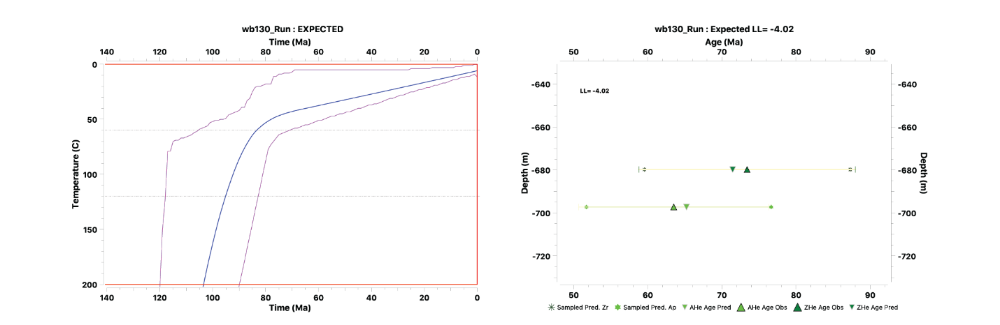 wb130_Run : EXPECTED
Time (Ma)
140 120 100 80 60 40 20 0
0
50
100
150
200
Temperature (C)
140 120 100 80 60 40 20 0
Time (Ma)
wb130_Run : Expected LL= -4.02
Age (Ma)
50 60 70 80 90
LL= -4.02
-640 -640
-660 -660
-680 -680
-700 -700
-720 -720
Depth (m)
Depth (m)
50 60 70 80 90
Sampled Pred. Zr Sampled Pred. Ap AHe Age Pred AHe Age Obs ZHe Age Obs ZHe Age Pred